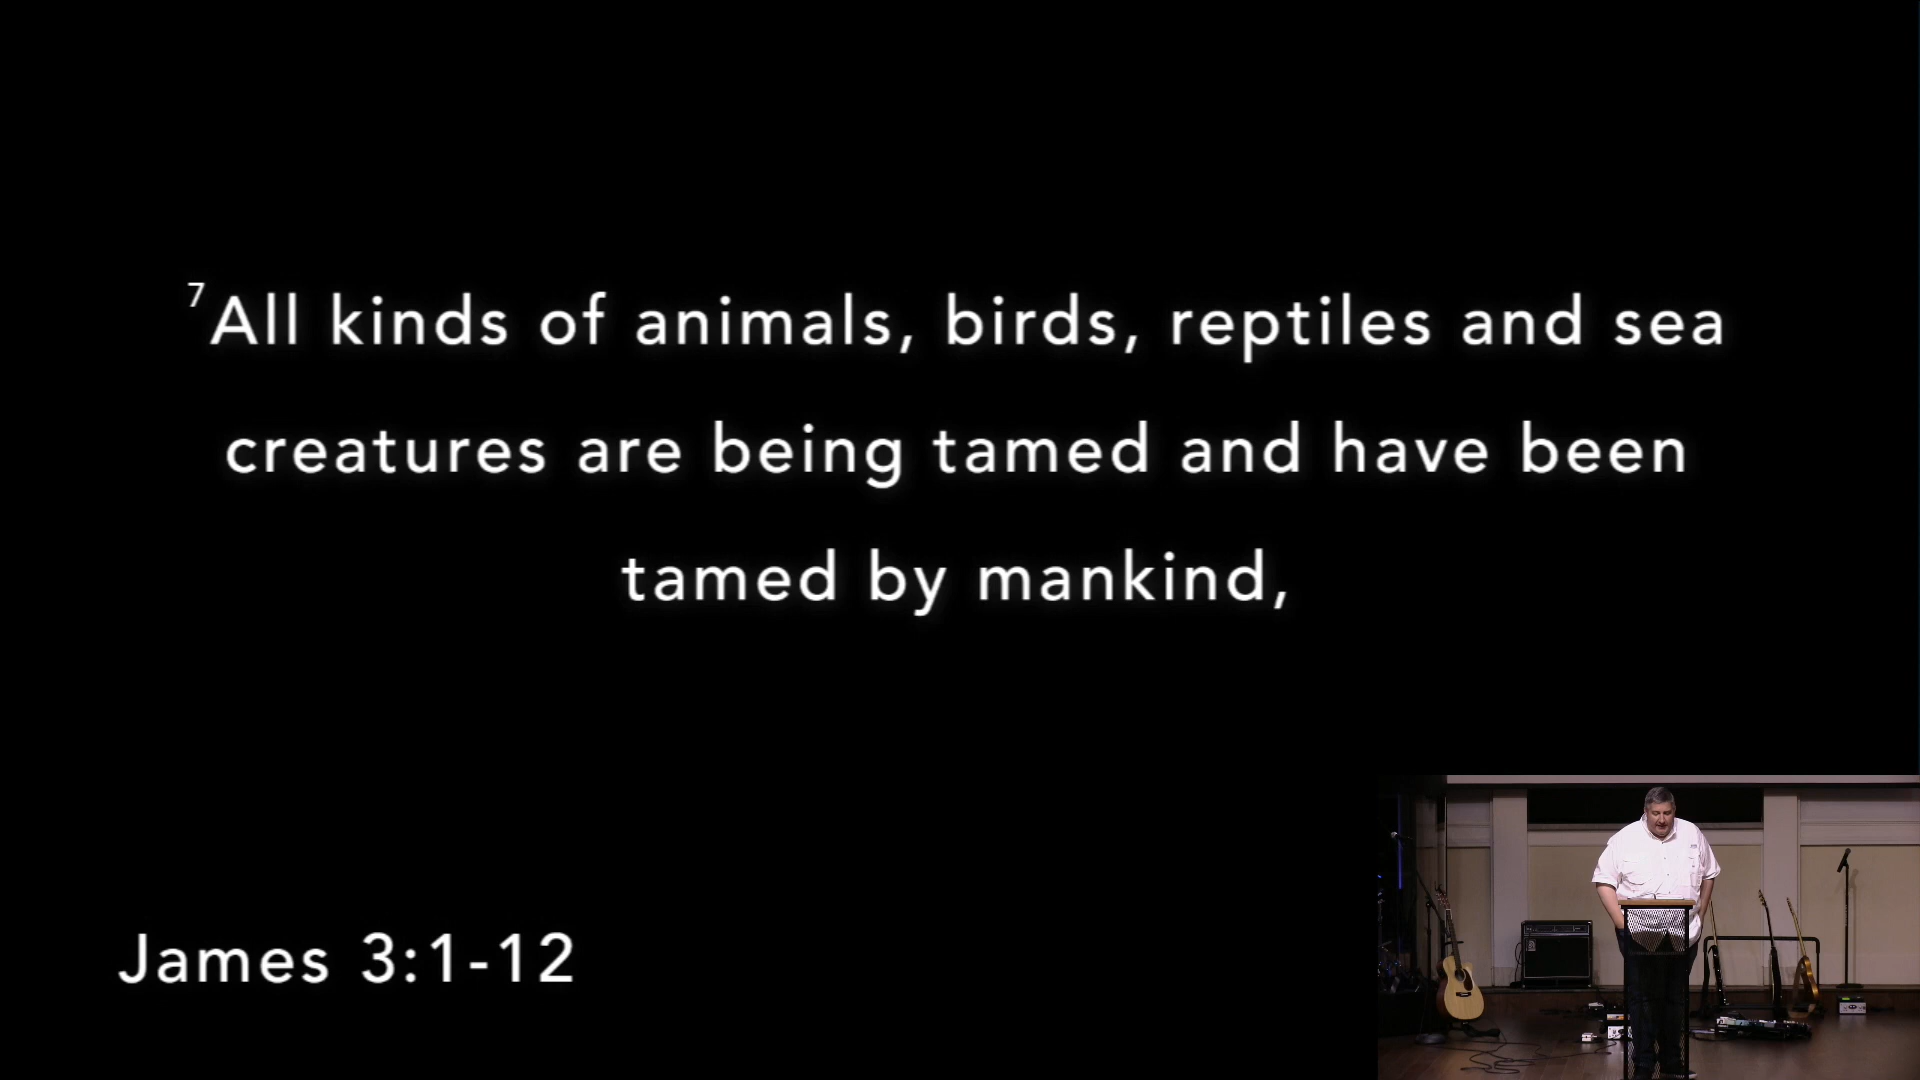 7All kinds of animals, birds, reptiles and sea
creatures are being tamed and have been
tamed by mankind,
James 3:1-12